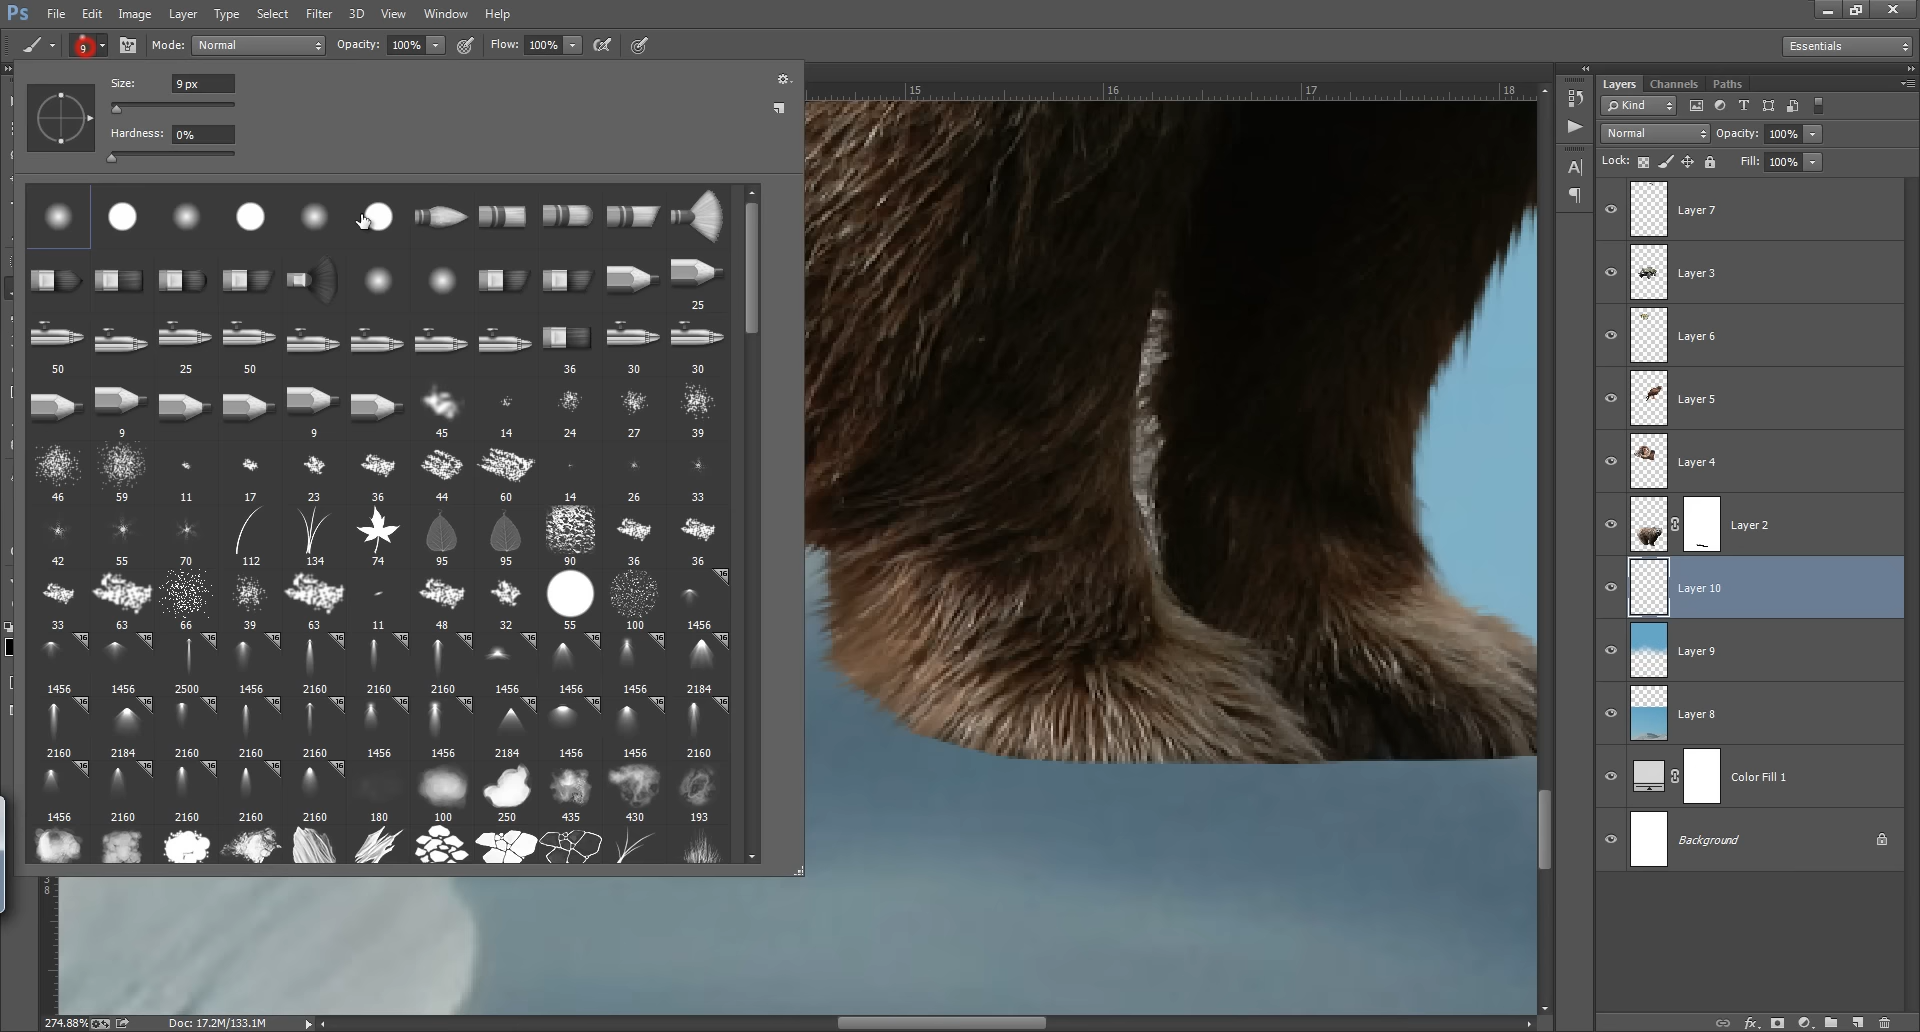 Ps File Edit Image Layer Type Select Filter 3D View Window Help
9 Mode: Normal Opacity: 100% Flow: 100% Essentials
Size: 9 px
Hardness: 0%
15 16 17 18
25
50 25 50 36 30 30
9 9 45 14 24 27 39
46 59 11 17 23 36 44 60 14 26 33
42 55 70 112 134 74 95 95 90 36 36
33 63 66 39 63 11 48 32 55 100 1456
1456 1456 2500 1456 2160 2160 2160 1456 1456 1456 2184
2160 2184 2160 2160 2160 1456 1456 2184 1456 1456 2160
1456 2160 2160 2160 2160 180 100 250 435 430 193
3
8
274.88% Doc: 17.2M/133.1M
Layers Channels Paths
Kind
Normal Opacity: 100%
Lock: Fill: 100%
Layer 7
Layer 3
Layer 6
Layer 5
Layer 4
Layer 2
Layer 10
Layer 9
Layer 8
Color Fill 1
Background
fx